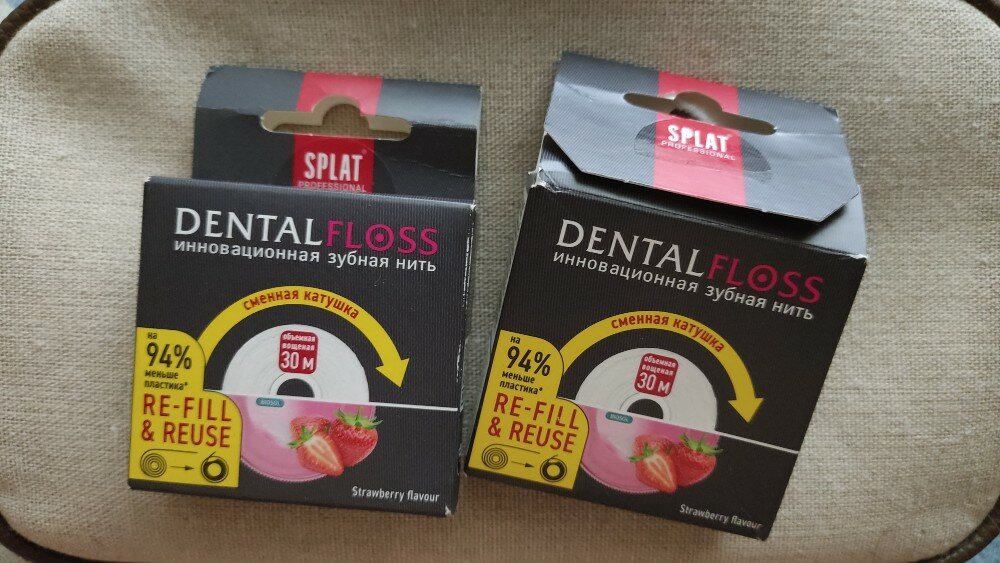 SPLAT
PROFESSIONAL
DENTALFLOSS
инновационная зубная нить
сменная катушка
объемная
вощеная
30 м
на
94%
меньше
пластика*
RE-FILL
& REUSE
BIOSOL
Strawberry flavour
SPLAT
PROFESSIONAL
DENTALFLOSS
инновационная зубная нить
сменная катушка
объемная
вощеная
30 м
на
94%
меньше
пластика*
RE-FILL
& REUSE
BIOSOL
Strawberry flavour